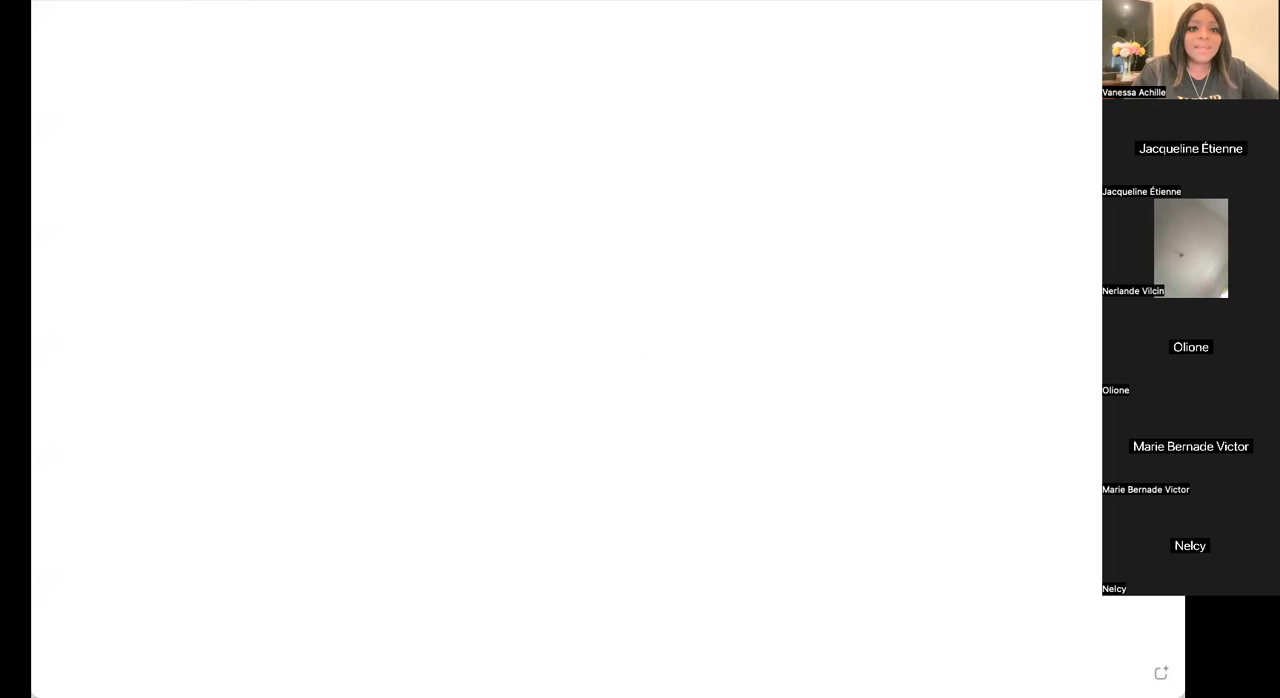 Vanessa Achille
Jacqueline Étienne
Jacqueline Étienne
Nerlande Vilcin
Olione
Olione
Marie Bernade Victor
Marie Bernade Victor
Nelcy
Nelcy